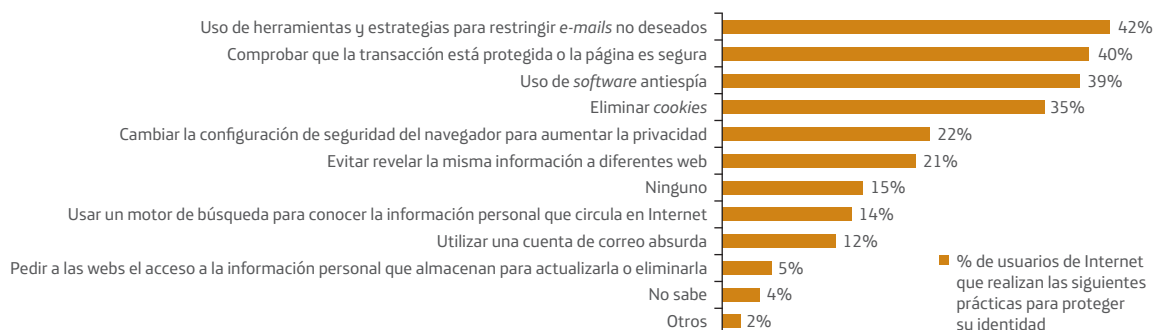 Uso de herramientas y estrategias para restringir e-mails no deseados 42%
Comprobar que la transacción está protegida o la página es segura 40%
Uso de software antiespía 39%
Eliminar cookies 35%
Cambiar la configuración de seguridad del navegador para aumentar la privacidad 22%
Evitar revelar la misma información a diferentes web 21%
Ninguno 15%
Usar un motor de búsqueda para conocer la información personal que circula en Internet 14%
Utilizar una cuenta de correo absurda 12%
Pedir a las webs el acceso a la información personal que almacenan para actualizarla o eliminarla 5%
No sabe 4%
Otros 2%
% de usuarios de Internet
que realizan las siguientes
prácticas para proteger
su identidad